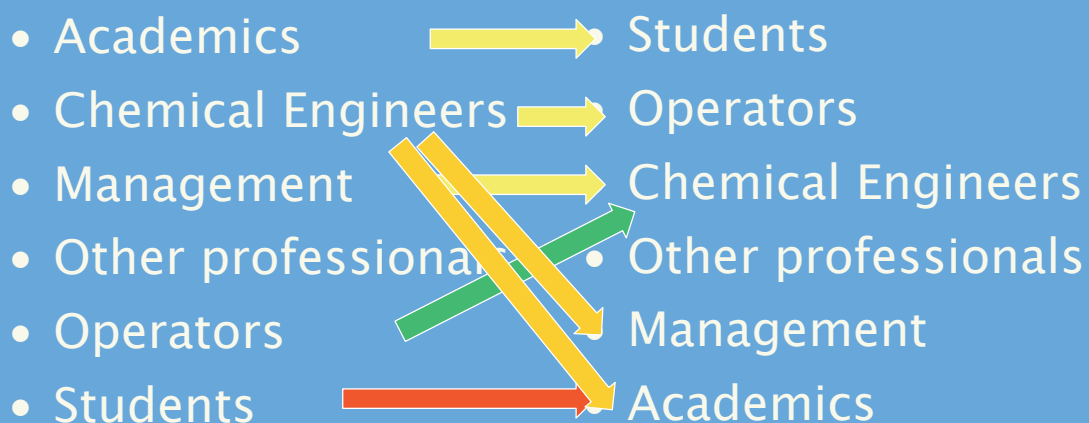 • Academics
• Chemical Engineers
• Management
• Other professionals
• Operators
• Students
• Students
• Operators
Chemical Engineers
• Other professionals
• Management
• Academics